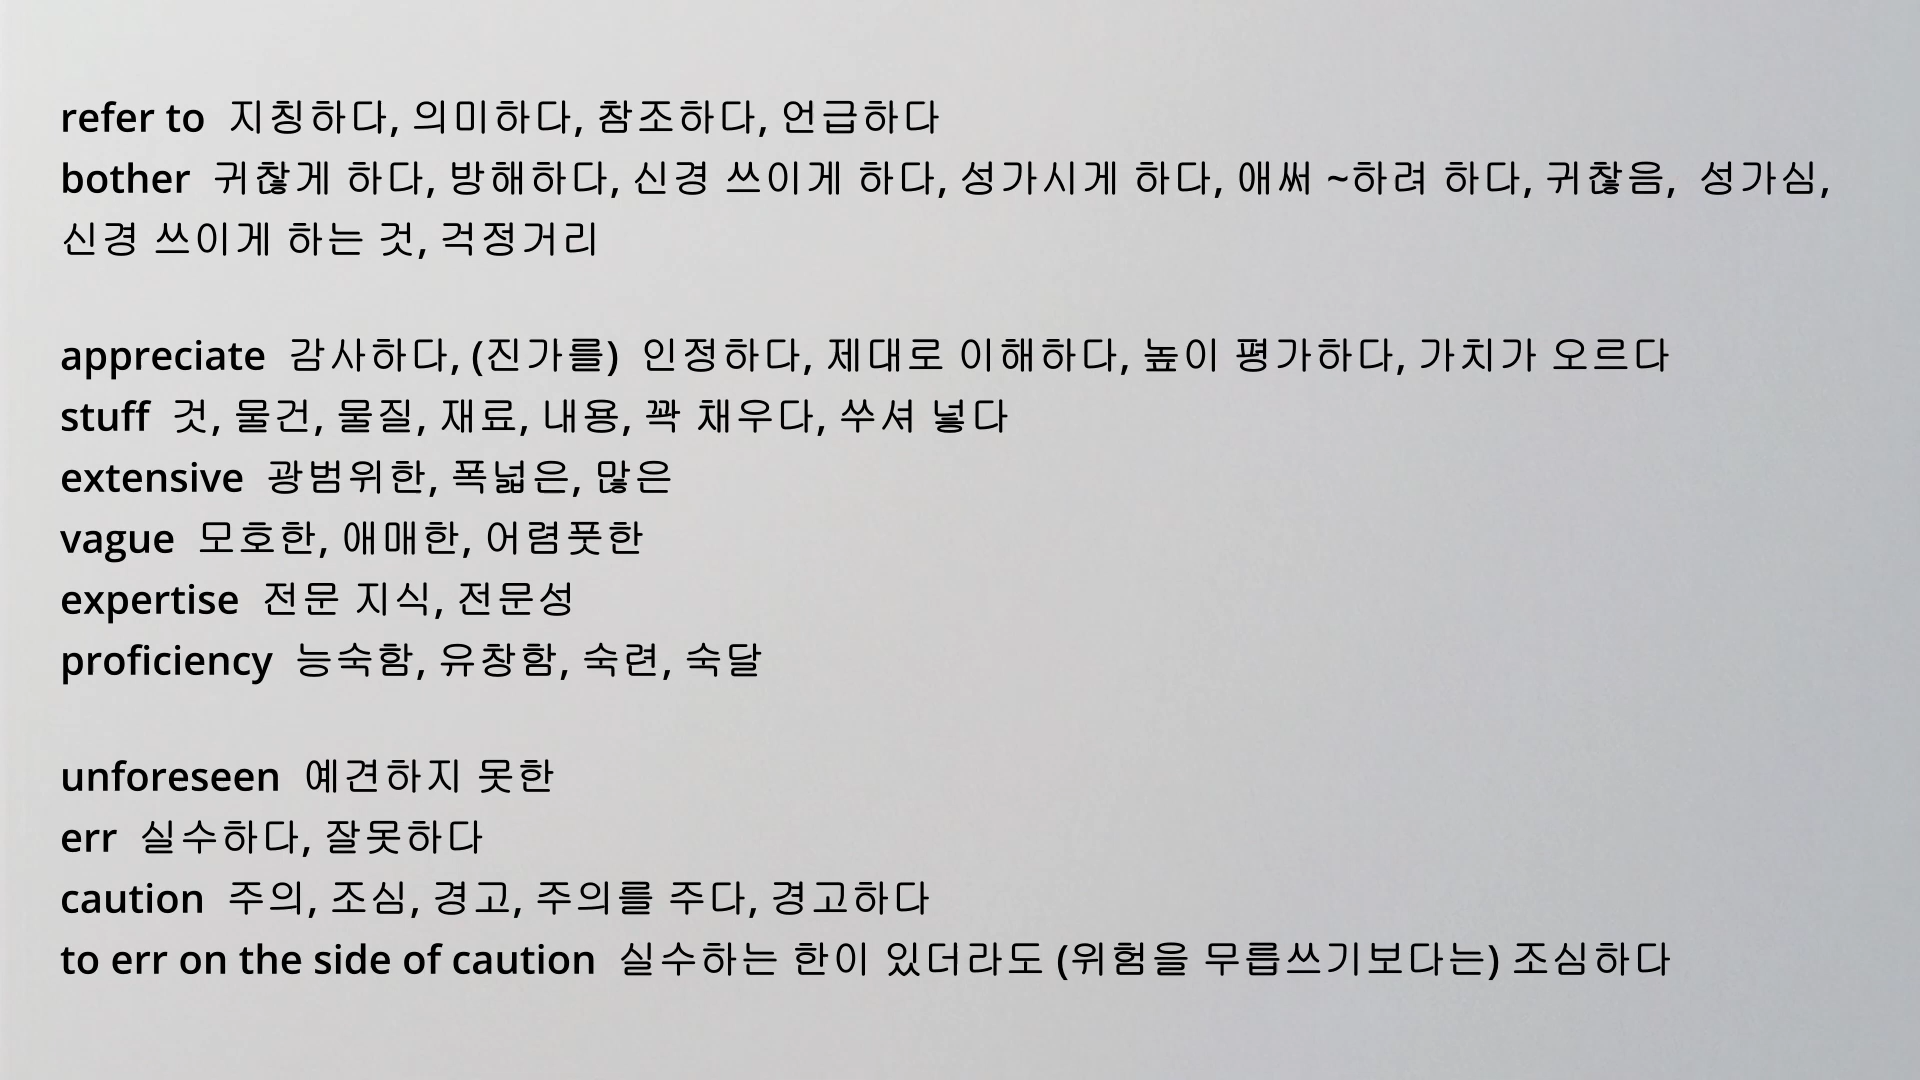 refer to 지칭하다, 의미하다, 참조하다, 언급하다
bother 귀찮게 하다, 방해하다, 신경 쓰이게 하다, 성가시게 하다, 애써 ~하려 하다, 귀찮음, 성가심,
신경 쓰이게 하는 것, 걱정거리
appreciate 감사하다, (진가를) 인정하다, 제대로 이해하다, 높이 평가하다, 가치가 오르다
stuff 것, 물건, 물질, 재료, 내용, 꽉 채우다, 쑤셔 넣다
extensive 광범위한, 폭넓은, 많은
vague 모호한, 애매한, 어렴풋한
expertise 전문 지식, 전문성
proficiency 능숙함, 유창함, 숙련, 숙달
unforeseen 예견하지 못한
err 실수하다, 잘못하다
caution 주의, 조심, 경고, 주의를 주다, 경고하다
to err on the side of caution 실수하는 한이 있더라도 (위험을 무릅쓰기보다는) 조심하다